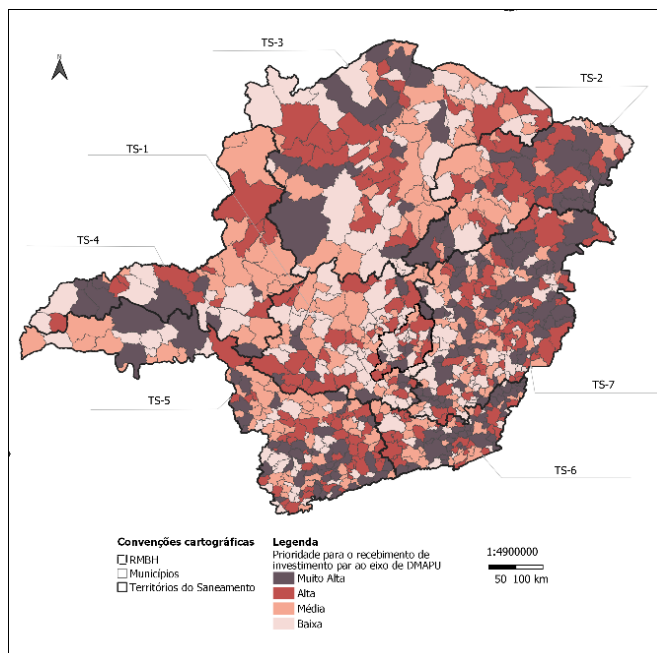 TS-3
N
TS-2
TS-1
TS-4
TS-7
TS-5
TS-6
Convenções cartográficas
RMBH
Municípios
Territórios do Saneamento
Legenda
Prioridade para o recebimento de
investimento par ao eixo de DMAPU
Muito Alta
Alta
Média
Baixa
1:4900000
50 100 km